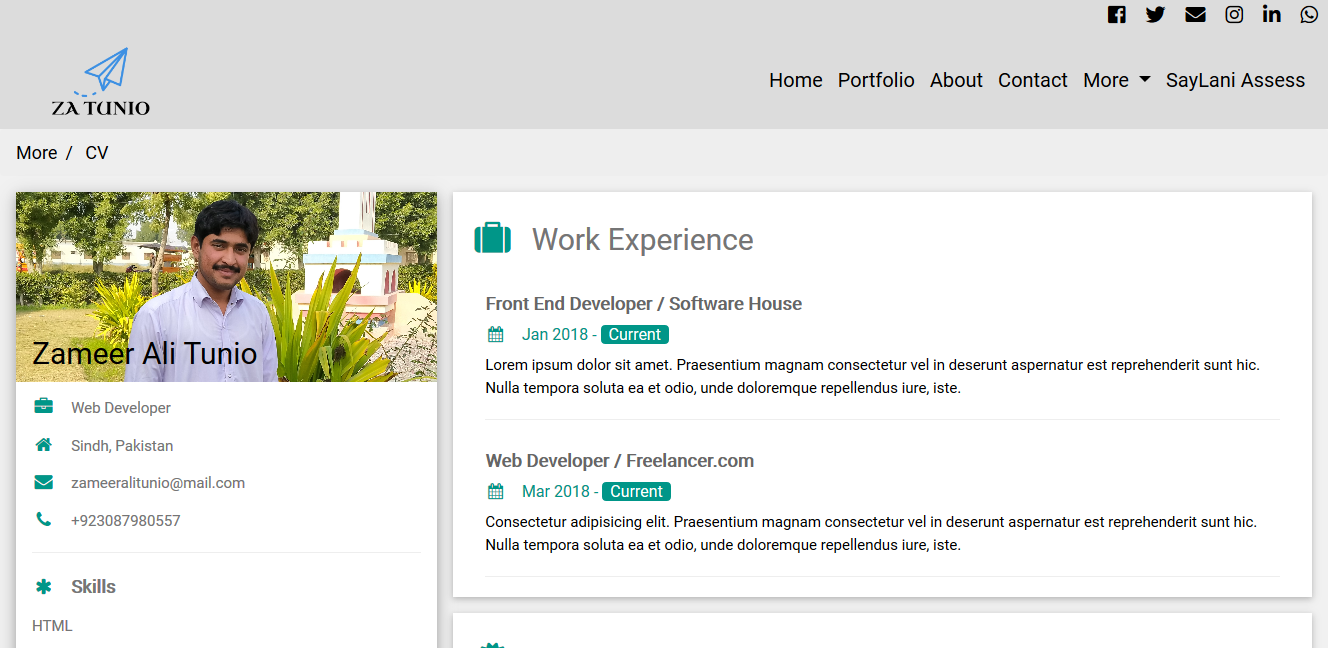 ZA TUNIO
Home Portfolio About Contact More SayLani Assess
More / CV
Zameer Ali Tunio
Web Developer
Sindh, Pakistan
zameeralitunio@mail.com
+923087980557
Skills
HTML
Work Experience
Front End Developer / Software House
Jan 2018 - Current
Lorem ipsum dolor sit amet. Praesentium magnam consectetur vel in deserunt aspernatur est reprehenderit sunt hic.
Nulla tempora soluta ea et odio, unde doloremque repellendus iure, iste.
Web Developer / Freelancer.com
Mar 2018 - Current
Consectetur adipisicing elit. Praesentium magnam consectetur vel in deserunt aspernatur est reprehenderit sunt hic.
Nulla tempora soluta ea et odio, unde doloremque repellendus iure, iste.